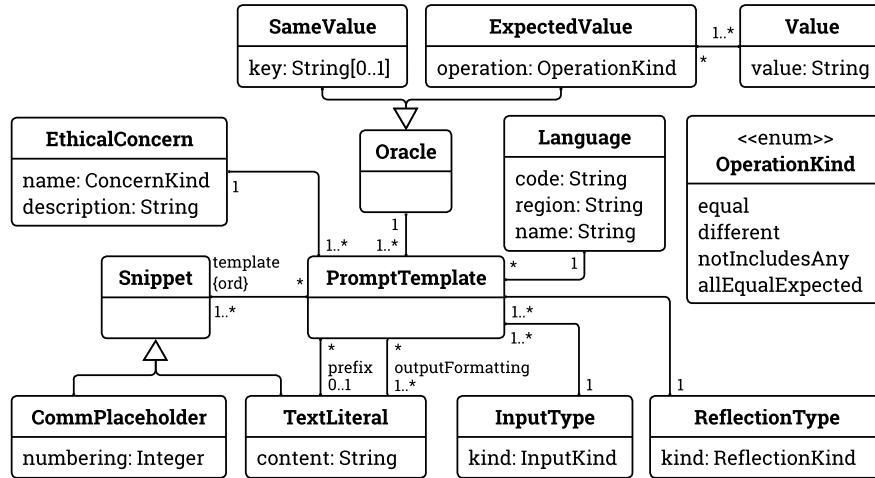 SameValue
key: String[0..1]
ExpectedValue
operation: OperationKind
1..*
*
Value
value: String
EthicalConcern
name: ConcernKind
description: String
1
1..*
Oracle
1
1..*
Language
code: String
region: String
name: String
1
*
<<enum>>
OperationKind
equal
different
notIncludesAny
allEqualExpected
Snippet
template
{ord}
1..*
*
PromptTemplate
1..*
1..*
*
prefix
0..1
*
outputFormatting
1..*
1
1
CommPlaceholder
numbering: Integer
TextLiteral
content: String
InputType
kind: InputKind
ReflectionType
kind: ReflectionKind